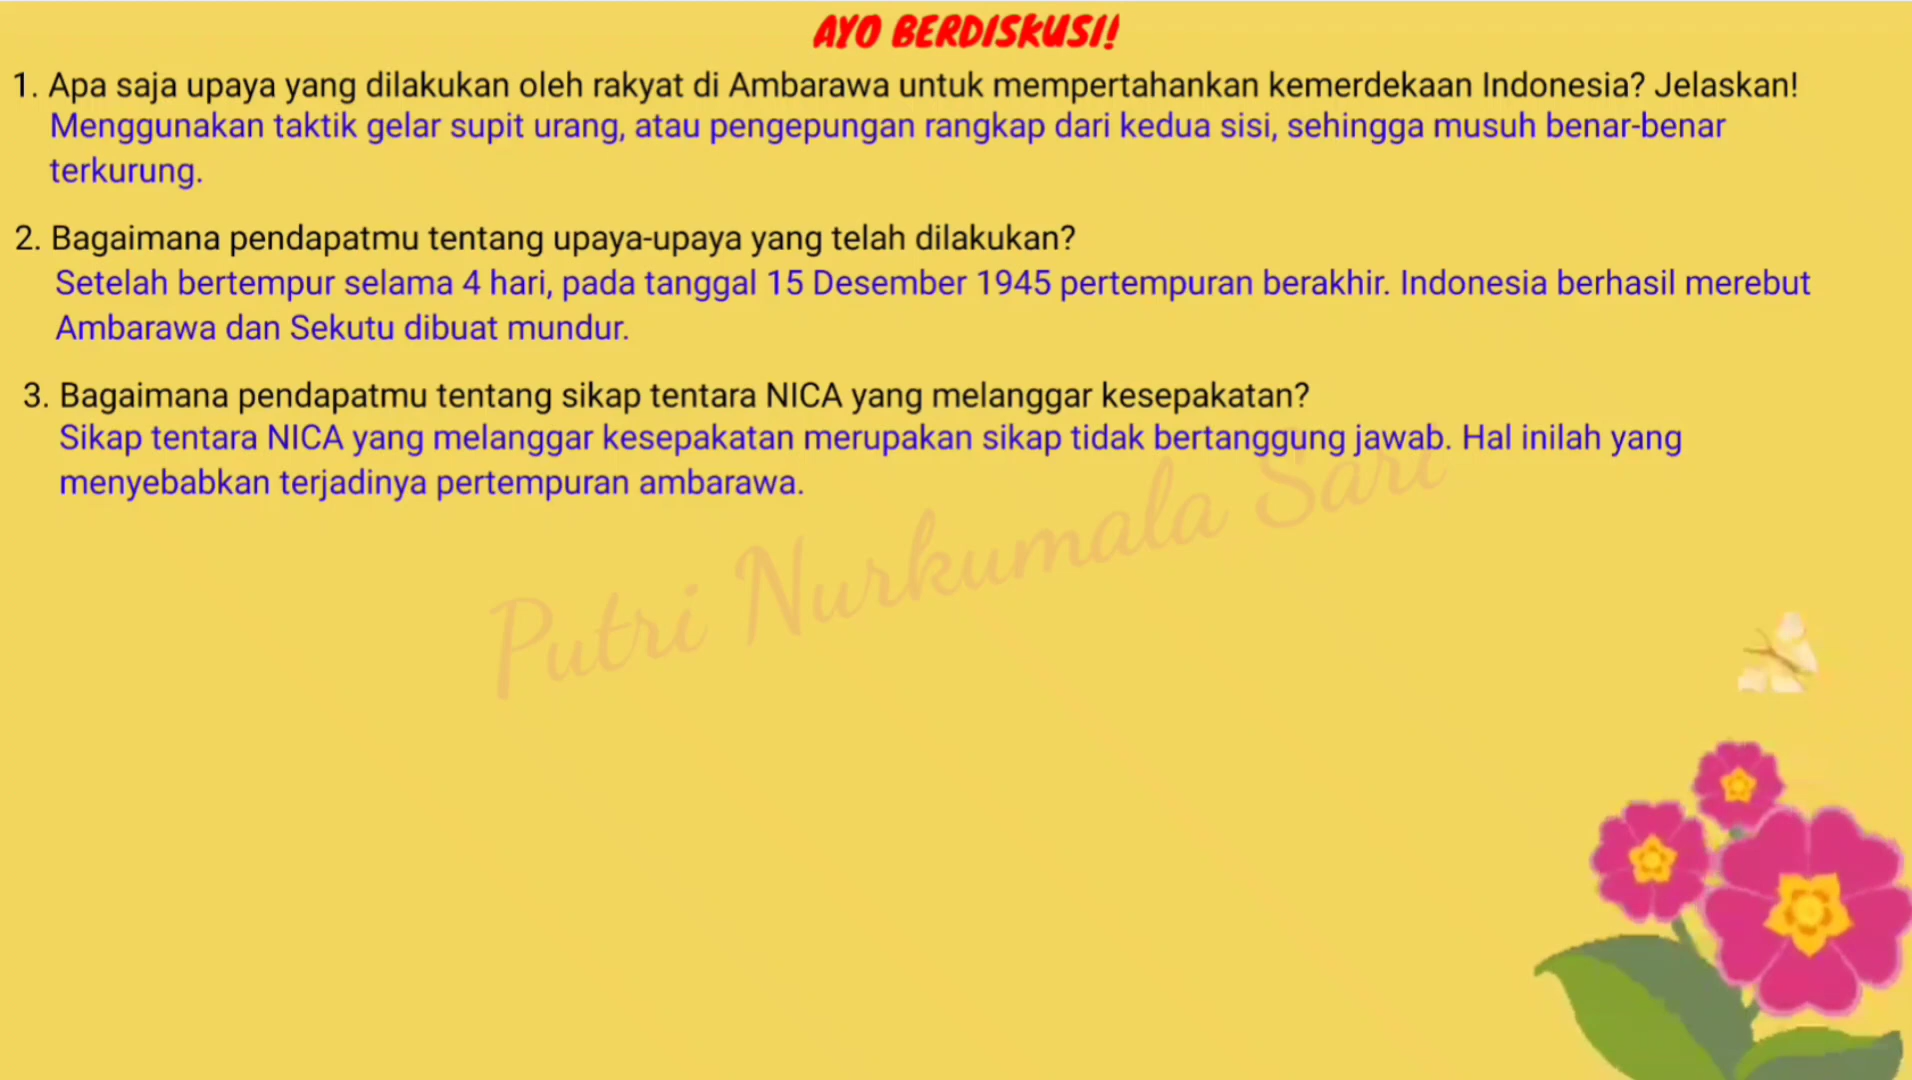 AYO BERDISKUSI!
1. Apa saja upaya yang dilakukan oleh rakyat di Ambarawa untuk mempertahankan kemerdekaan Indonesia? Jelaskan!
Menggunakan taktik gelar supit urang, atau pengepungan rangkap dari kedua sisi, sehingga musuh benar-benar
terkurung.
2. Bagaimana pendapatmu tentang upaya-upaya yang telah dilakukan?
Setelah bertempur selama 4 hari, pada tanggal 15 Desember 1945 pertempuran berakhir. Indonesia berhasil merebut
Ambarawa dan Sekutu dibuat mundur.
3. Bagaimana pendapatmu tentang sikap tentara NICA yang melanggar kesepakatan?
Sikap tentara NICA yang melanggar kesepakatan merupakan sikap tidak bertanggung jawab. Hal inilah yang
menyebabkan terjadinya pertempuran ambarawa.
Putri Nurkumala Sari